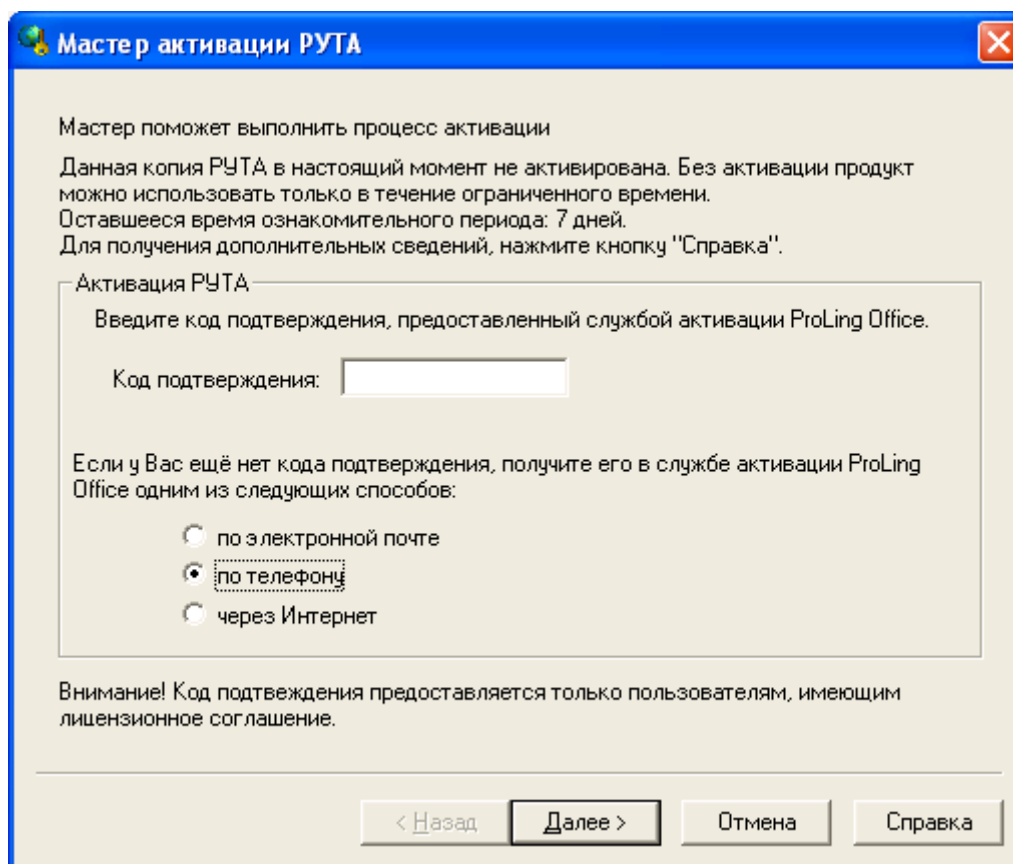 Мастер активации РУТА
Мастер поможет выполнить процесс активации
Данная копия РУТА в настоящий момент не активирована. Без активации продукт
можно использовать только в течение ограниченного времени.
Оставшееся время ознакомительного периода: 7 дней.
Для получения дополнительных сведений, нажмите кнопку "Справка".
Активация РУТА
Введите код подтверждения, предоставленный службой активации ProLing Office.
Код подтверждения:
Если у Вас ещё нет кода подтверждения, получите его в службе активации ProLing
Office одним из следующих способов:
по электронной почте
по телефону
через Интернет
Внимание! Код подтвеждения предоставляется только пользователям, имеющим
лицензионное соглашение.
< Назад Далее > Отмена Справка